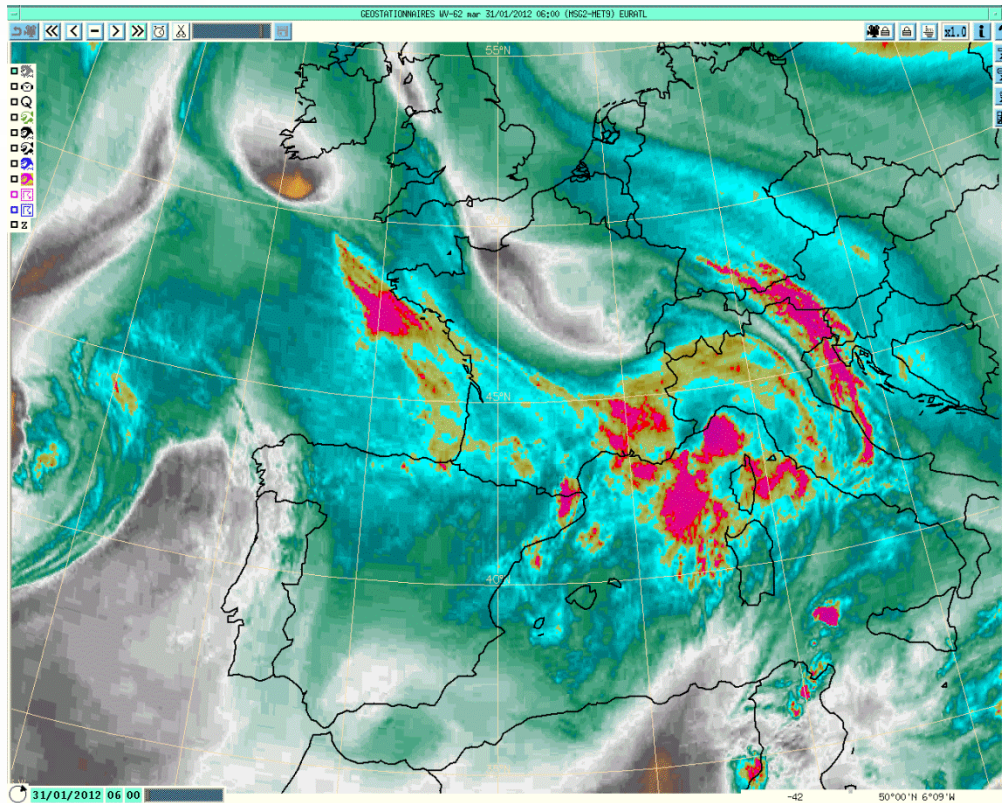 GEOSTATIONNAIRES WV-62 mar 31/01/2012 06:00 (MSG2-MET9) EURATL
x1.0
i
Q
Z
55°N
45°N
40°N
31/01/2012 06 00
-42
50°00'N 6°09'W